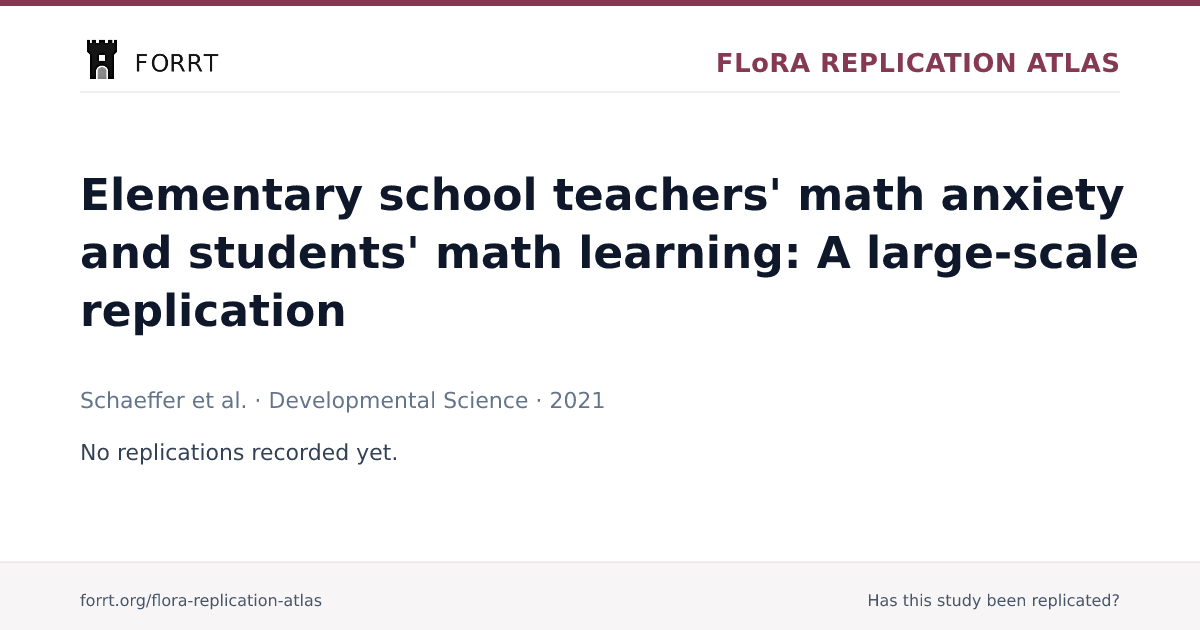 FORRT
FLoRA REPLICATION ATLAS
Elementary school teachers' math anxiety
and students' math learning: A large-scale
replication
Schaeffer et al. · Developmental Science · 2021
No replications recorded yet.
forrt.org/flora-replication-atlas
Has this study been replicated?